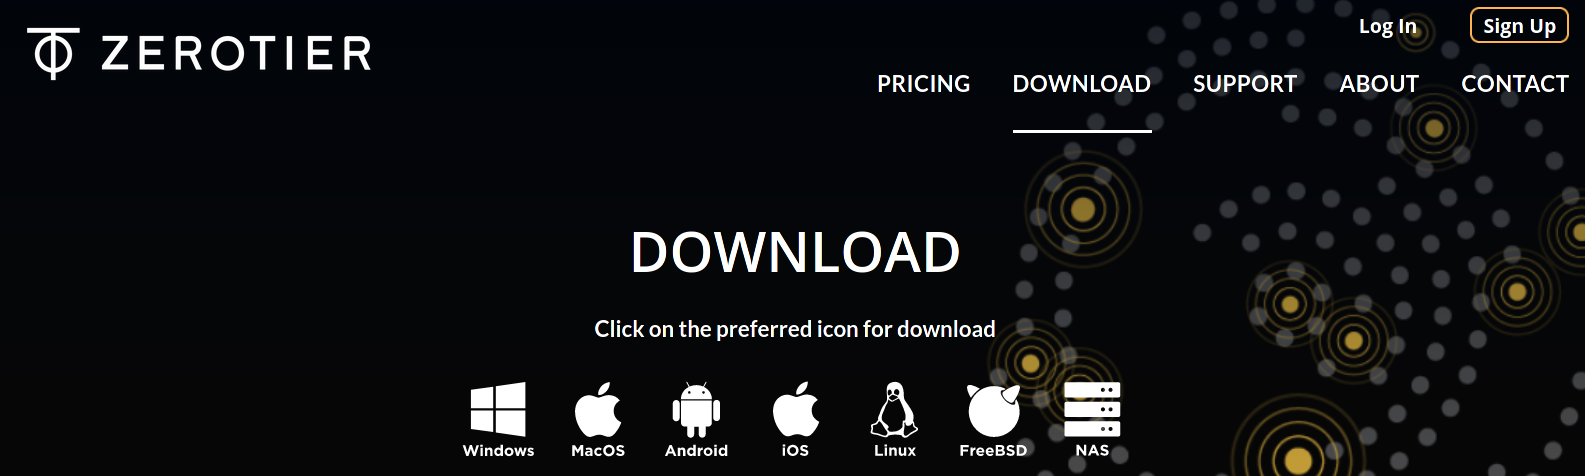 ZEROTIER
Log In
Sign Up
PRICING
DOWNLOAD
SUPPORT
ABOUT
CONTACT
DOWNLOAD
Click on the preferred icon for download
Windows
MacOS
Android
iOS
Linux
FreeBSD
NAS